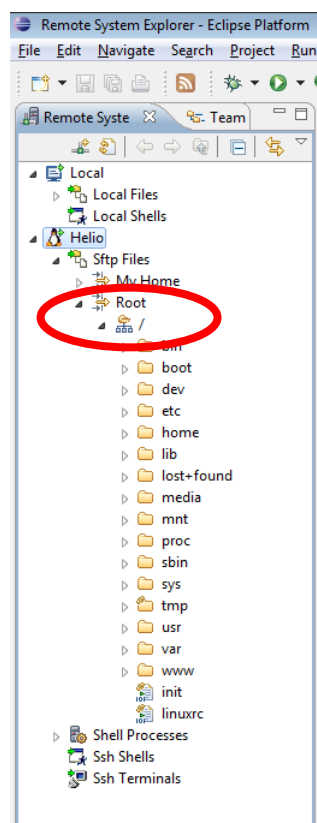 Remote System Explorer - Eclipse Platform
File Edit Navigate Search Project Run
Remote Syste Team
Local
Local Files
Local Shells
Helio
Sftp Files
My Home
Root
/
bin
boot
dev
etc
home
lib
lost+found
media
mnt
proc
sbin
sys
tmp
usr
var
www
init
linuxrc
Shell Processes
Ssh Shells
Ssh Terminals